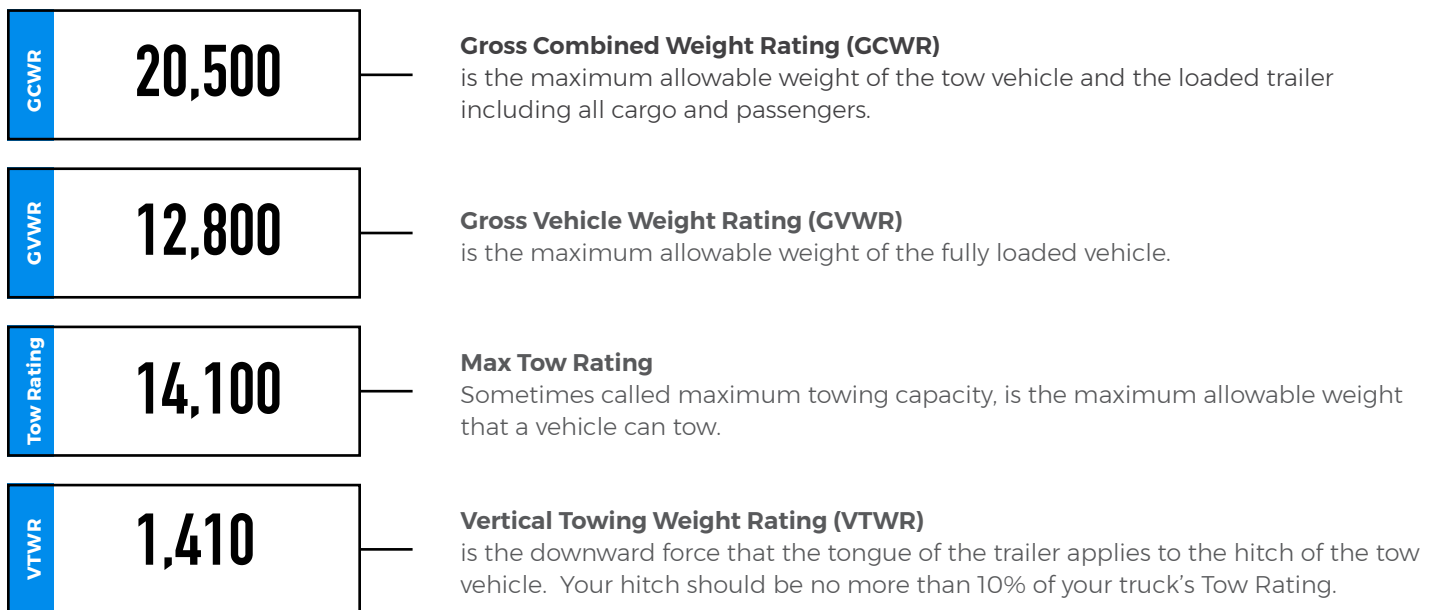 GCWR
20,500
Gross Combined Weight Rating (GCWR)
is the maximum allowable weight of the tow vehicle and the loaded trailer
including all cargo and passengers.
GVWR
12,800
Gross Vehicle Weight Rating (GVWR)
is the maximum allowable weight of the fully loaded vehicle.
Tow Rating
14,100
Max Tow Rating
Sometimes called maximum towing capacity, is the maximum allowable weight
that a vehicle can tow.
VTWR
1,410
Vertical Towing Weight Rating (VTWR)
is the downward force that the tongue of the trailer applies to the hitch of the tow
vehicle.  Your hitch should be no more than 10% of your truck's Tow Rating.